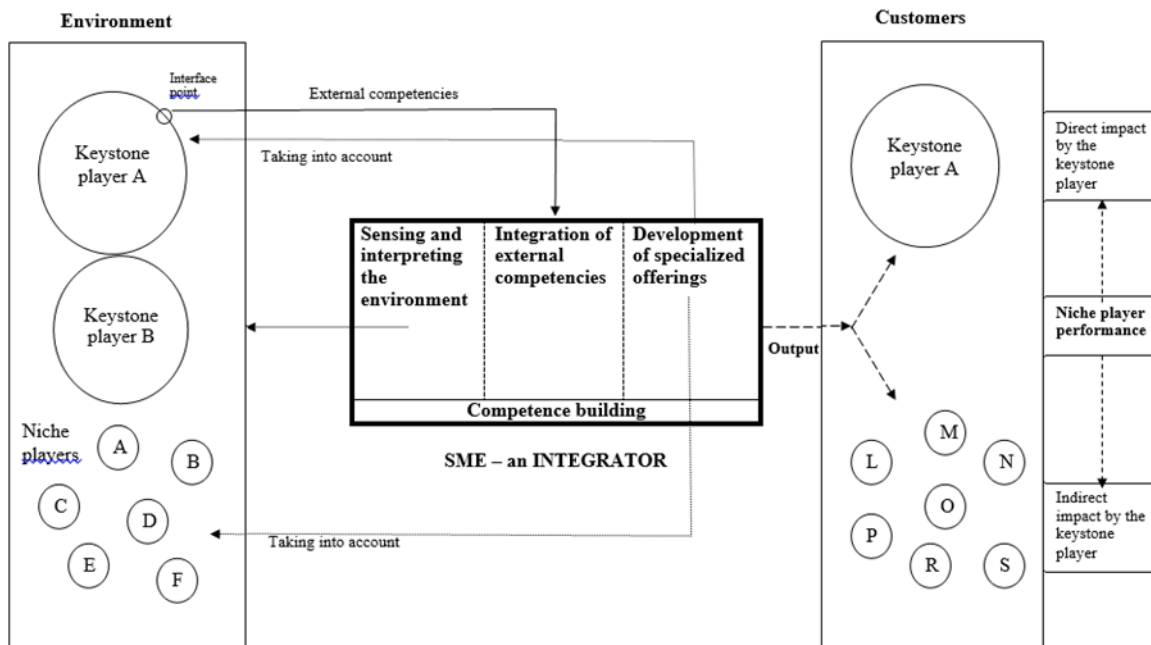 Environment
Customers
Interface
point
External competencies
Taking into account
Keystone
player A
Keystone
player B
Niche
players
A
B
C
D
E
F
Sensing and
interpreting
the
environment
Integration of
external
competencies
Development
of specialized
offerings
Competence building
SME – an INTEGRATOR
Taking into account
Output
Keystone
player A
M
L
N
O
P
R
S
Direct impact
by the
keystone
player
Niche player
performance
Indirect
impact by the
keystone
player